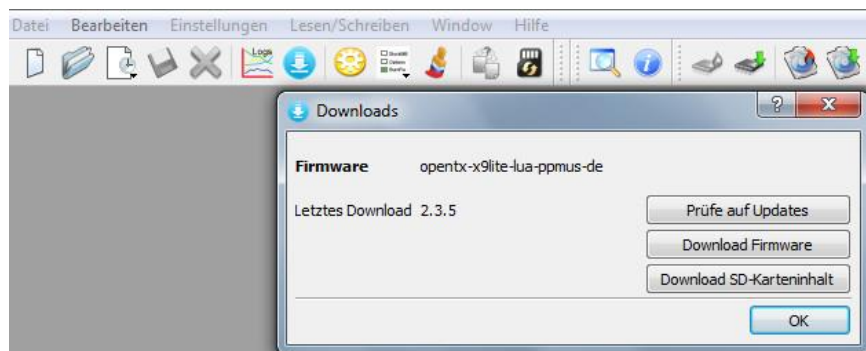 Datei Bearbeiten Einstellungen Lesen/Schreiben Window Hilfe
Logs
Downloads
Firmware opentx-x9lite-lua-ppmus-de
Letztes Download 2.3.5
Prüfe auf Updates
Download Firmware
Download SD-Karteninhalt
OK